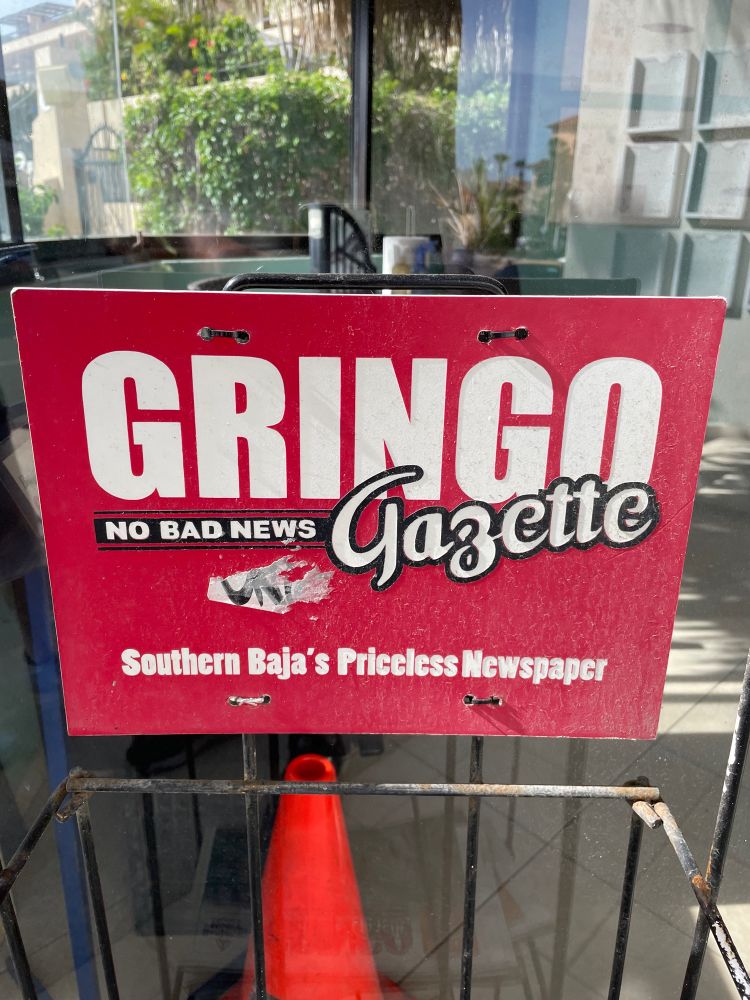 GRINGO
NO BAD NEWS
Gazette
Southern Baja's Priceless Newspaper